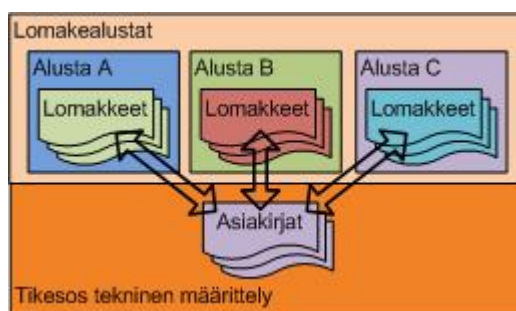 Lomakealustat
Alusta A
Alusta B
Alusta C
Lomakkeet
Lomakkeet
Lomakkeet
Asiakirjat
Tikesos tekninen määrittely